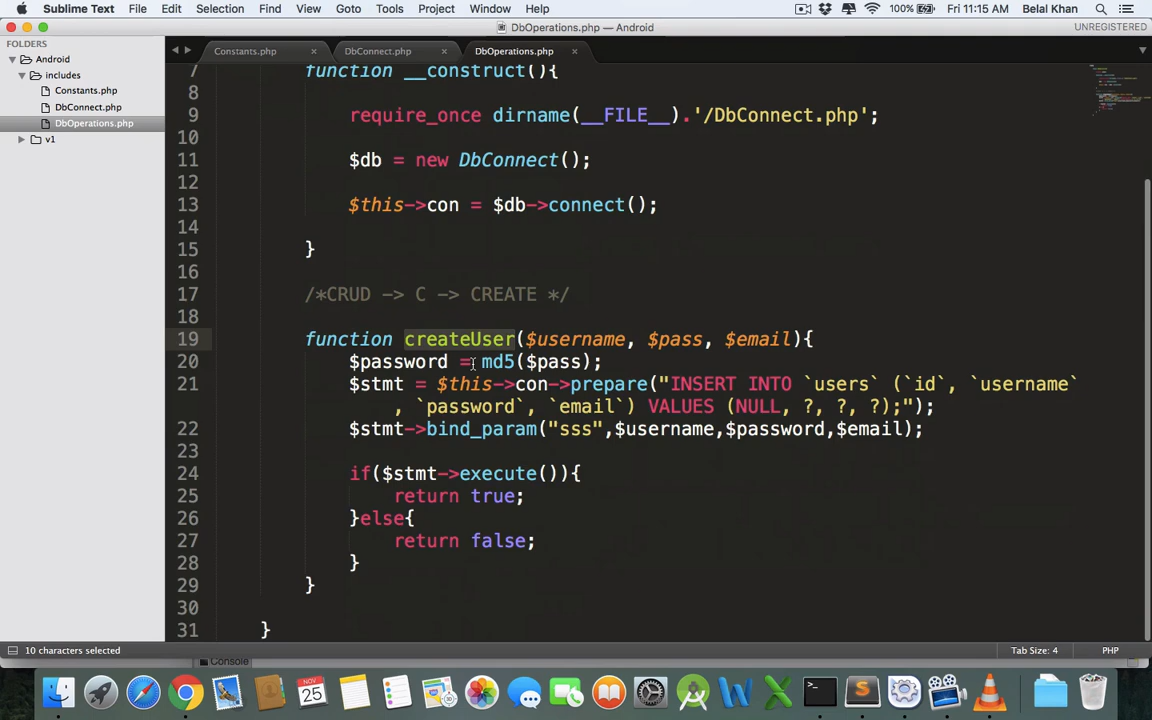 Sublime Text File Edit Selection Find View Goto Tools Project Window Help 100% Fri 11:15 AM Belal Khan
DbOperations.php — Android UNREGISTERED
FOLDERS
Android
includes
Constants.php
DbConnect.php
DbOperations.php
v1
Constants.php × DbConnect.php × DbOperations.php ×
7 function __construct(){
8
9 require_once dirname(__FILE__).'/DbConnect.php';
10
11 $db = new DbConnect();
12
13 $this->con = $db->connect();
14
15 }
16
17 /*CRUD -> C -> CREATE */
18
19 function createUser($username, $pass, $email){
20 $password = md5($pass);
21 $stmt = $this->con->prepare("INSERT INTO `users` (`id`, `username`
, `password`, `email`) VALUES (NULL, ?, ?, ?);");
22 $stmt->bind_param("sss",$username,$password,$email);
23
24 if($stmt->execute()){
25 return true;
26 }else{
27 return false;
28 }
29 }
30
31 }
10 characters selected Tab Size: 4 PHP
Console
NOV
25